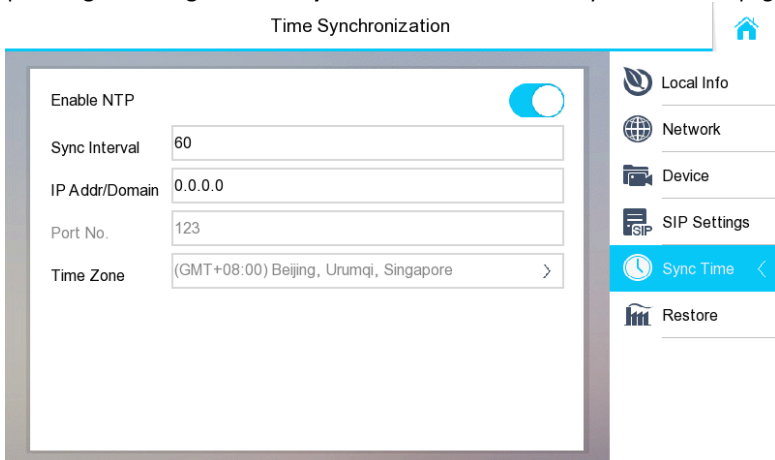 Time Synchronization
Enable NTP
Sync Interval 60
IP Addr/Domain 0.0.0.0
Port No. 123
Time Zone (GMT+08:00) Beijing, Urumqi, Singapore
Local Info
Network
Device
SIP SIP Settings
Sync Time
Restore